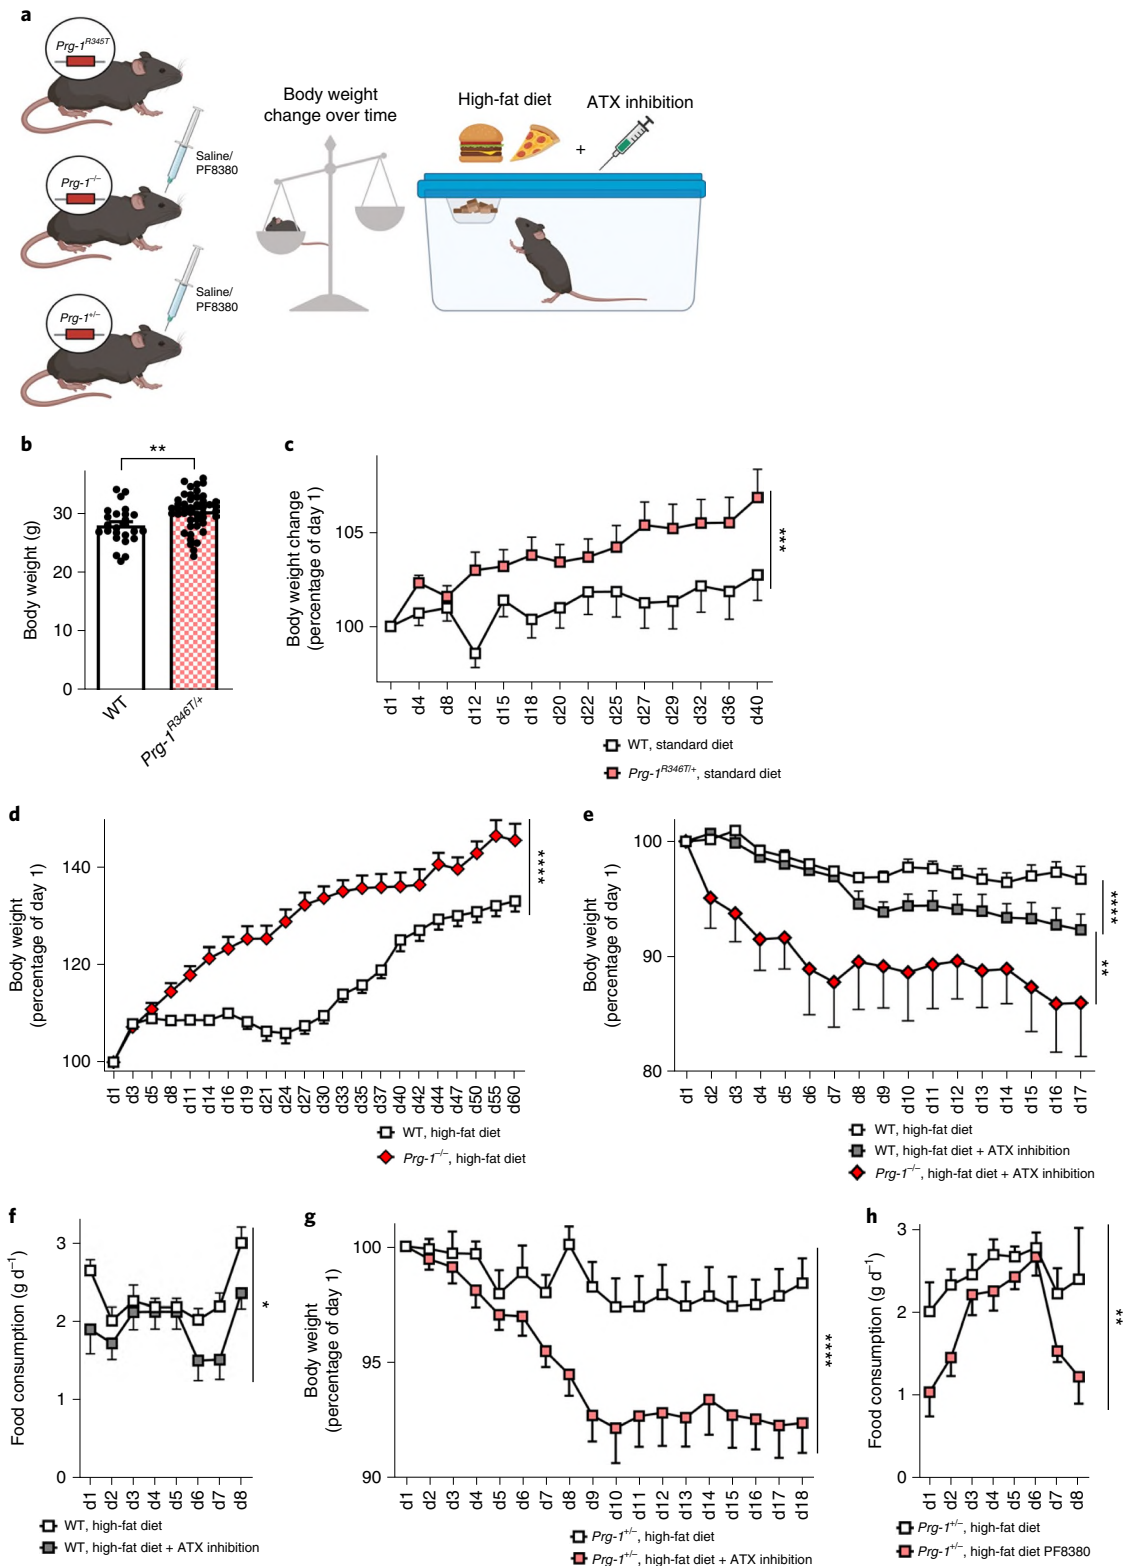 a
Prg-1^R345T
Saline/
PF8380
Prg-1^–/–
Saline/
PF8380
Prg-1^+/–
Body weight
change over time
High-fat diet
ATX inhibition
+
b
**
Body weight (g)
30
20
10
0
WT
Prg-1^R346T/+
c
Body weight change
(percentage of day 1)
105
100
***
d1 d4 d8 d12 d15 d18 d20 d22 d25 d27 d29 d32 d36 d40
WT, standard diet
Prg-1^R346T/+, standard diet
d
Body weight
(percentage of day 1)
140
120
100
****
d1 d3 d5 d8 d11 d14 d16 d19 d21 d24 d27 d30 d33 d35 d37 d40 d42 d44 d47 d50 d55 d60
WT, high-fat diet
Prg-1^–/–, high-fat diet
e
Body weight
(percentage of day 1)
100
90
80
****
**
d1 d2 d3 d4 d5 d6 d7 d8 d9 d10 d11 d12 d13 d14 d15 d16 d17
WT, high-fat diet
WT, high-fat diet + ATX inhibition
Prg-1^–/–, high-fat diet + ATX inhibition
f
Food consumption (g d^–1)
3
2
1
0
*
d1 d2 d3 d4 d5 d6 d7 d8
WT, high-fat diet
WT, high-fat diet + ATX inhibition
g
Body weight
(percentage of day 1)
100
95
90
****
d1 d2 d3 d4 d5 d6 d7 d8 d9 d10 d11 d12 d13 d14 d15 d16 d17 d18
Prg-1^+/–, high-fat diet
Prg-1^+/–, high-fat diet + ATX inhibition
h
Food consumption (g d^–1)
3
2
1
0
**
d1 d2 d3 d4 d5 d6 d7 d8
Prg-1^+/–, high-fat diet
Prg-1^+/–, high-fat diet PF8380